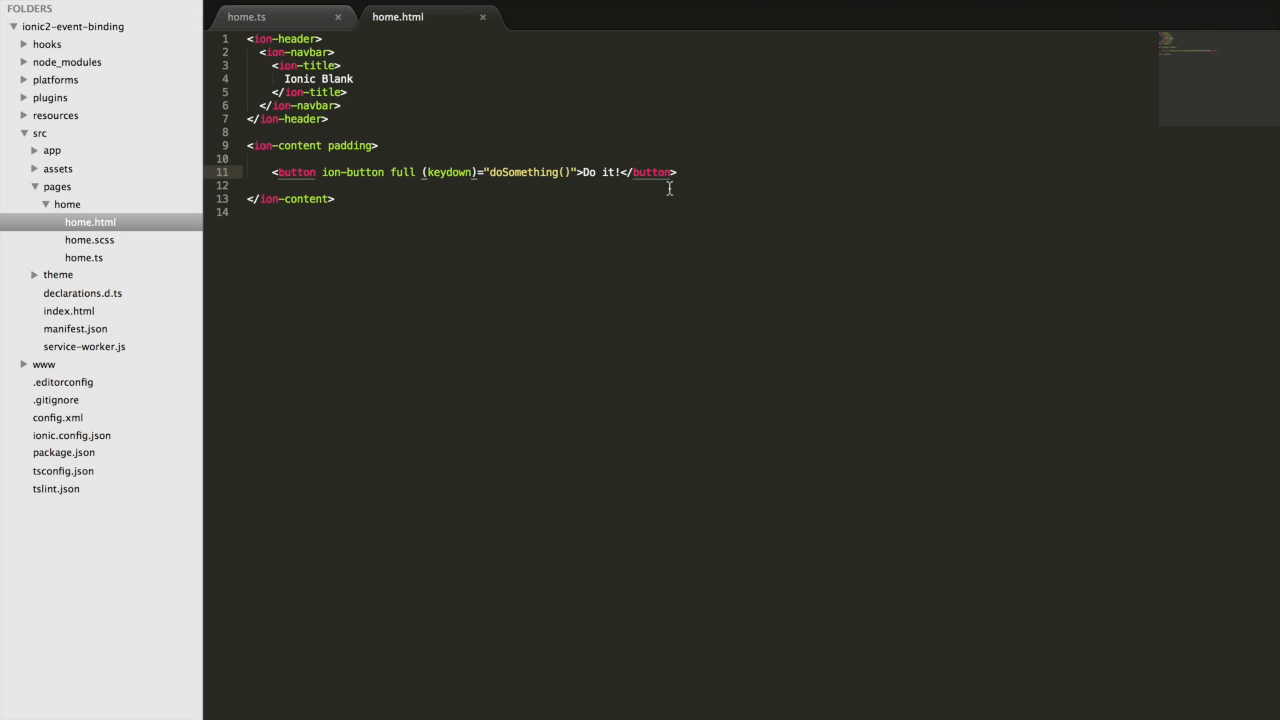 FOLDERS
ionic2-event-binding
hooks
node_modules
platforms
plugins
resources
src
app
assets
pages
home
home.html
home.scss
home.ts
theme
declarations.d.ts
index.html
manifest.json
service-worker.js
www
.editorconfig
.gitignore
config.xml
ionic.config.json
package.json
tsconfig.json
tslint.json
home.ts × home.html ×
1 <ion-header>
2 <ion-navbar>
3 <ion-title>
4 Ionic Blank
5 </ion-title>
6 </ion-navbar>
7 </ion-header>
8
9 <ion-content padding>
10
11 <button ion-button full (keydown)="doSomething()">Do it!</button>
12
13 </ion-content>
14